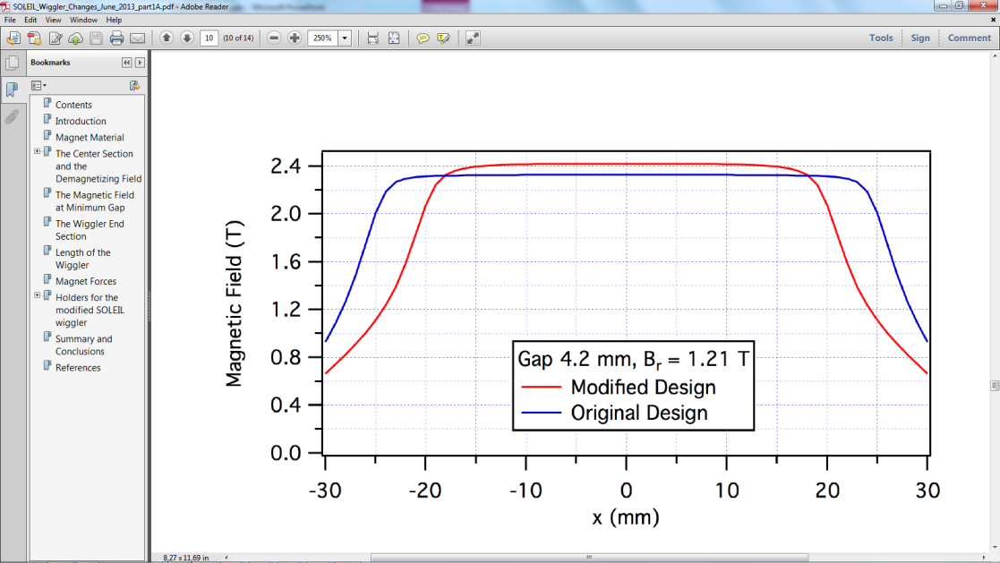 SOLEIL_Wiggler_Changes_June_2013_part1A.pdf - Adobe Reader
File Edit View Window Help
10 (10 of 14) 250% Tools Sign Comment
Bookmarks
Contents
Introduction
Magnet Material
The Center Section
and the
Demagnetizing Field
The Magnetic Field
at Minimum Gap
The Wiggler End
Section
Length of the
Wiggler
Magnet Forces
Holders for the
modified SOLEIL
wiggler
Summary and
Conclusions
References
Magnetic Field (T)
2.4
2.0
1.6
1.2
0.8
0.4
0.0
Gap 4.2 mm, Br = 1.21 T
Modified Design
Original Design
-30 -20 -10 0 10 20 30
x (mm)
8,27 x 11,69 in